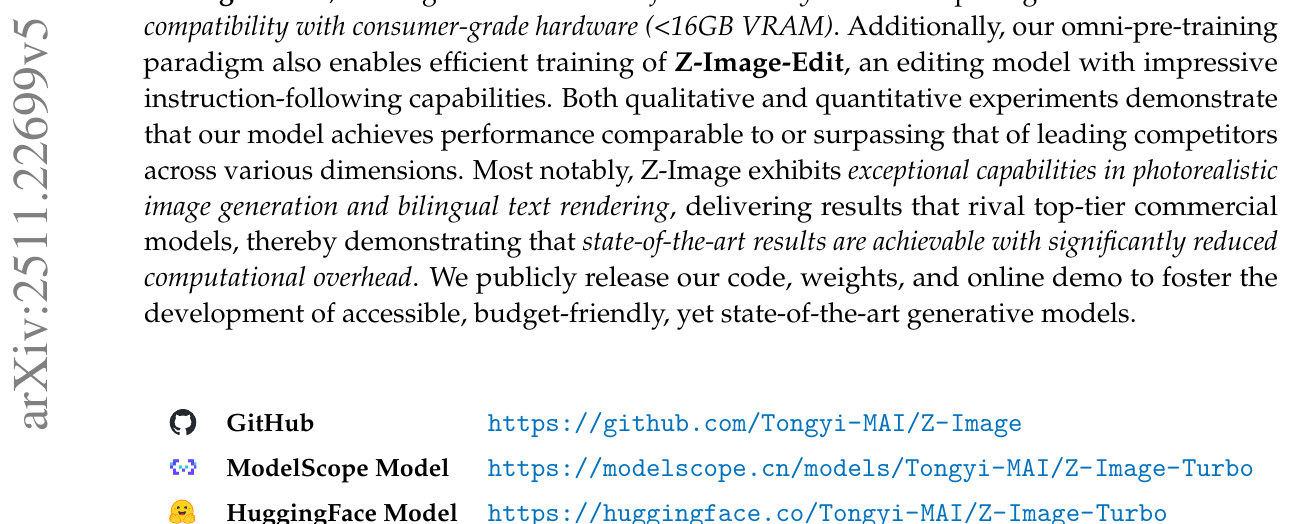 compatibility with consumer-grade hardware (<16GB VRAM). Additionally, our omni-pre-training
paradigm also enables efficient training of Z-Image-Edit, an editing model with impressive
instruction-following capabilities. Both qualitative and quantitative experiments demonstrate
that our model achieves performance comparable to or surpassing that of leading competitors
across various dimensions. Most notably, Z-Image exhibits exceptional capabilities in photorealistic
image generation and bilingual text rendering, delivering results that rival top-tier commercial
models, thereby demonstrating that state-of-the-art results are achievable with significantly reduced
computational overhead. We publicly release our code, weights, and online demo to foster the
development of accessible, budget-friendly, yet state-of-the-art generative models.
GitHub https://github.com/Tongyi-MAI/Z-Image
ModelScope Model https://modelscope.cn/models/Tongyi-MAI/Z-Image-Turbo
HuggingFace Model https://huggingface.co/Tongyi-MAI/Z-Image-Turbo
arXiv:2511.22699v5